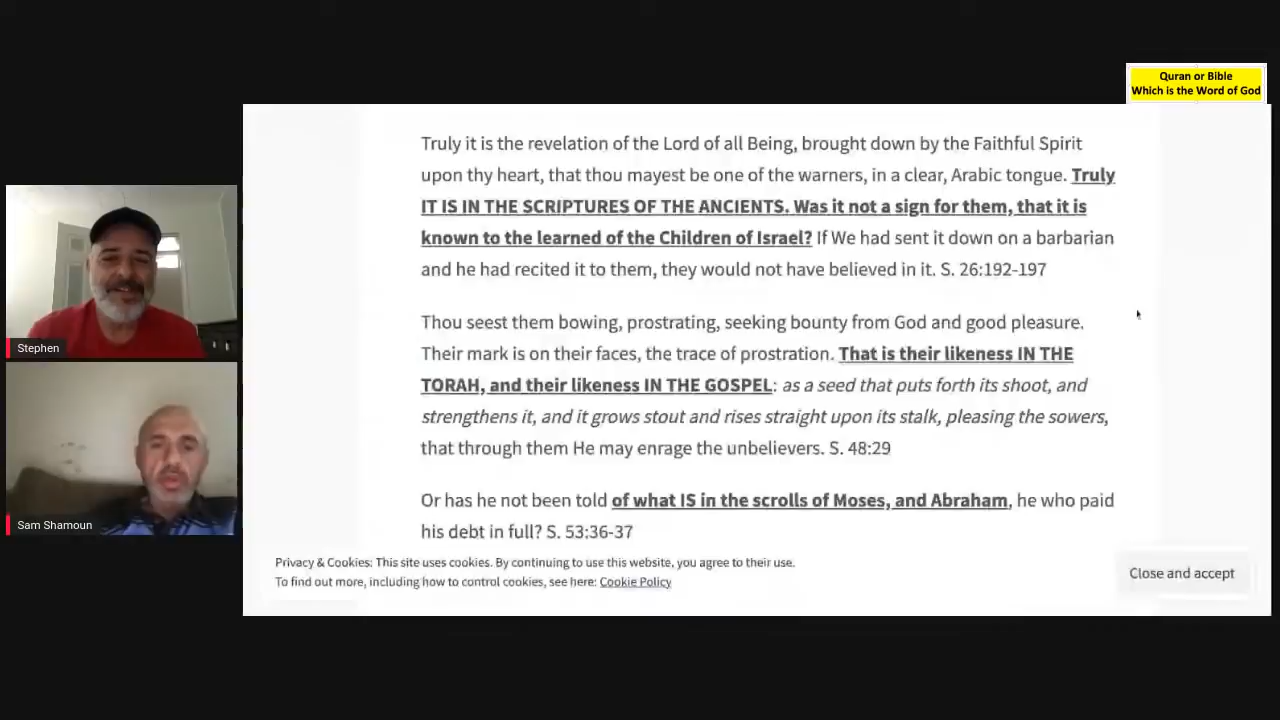 Quran or Bible
Which is the Word of God
Truly it is the revelation of the Lord of all Being, brought down by the Faithful Spirit
upon thy heart, that thou mayest be one of the warners, in a clear, Arabic tongue. Truly
IT IS IN THE SCRIPTURES OF THE ANCIENTS. Was it not a sign for them, that it is
known to the learned of the Children of Israel? If We had sent it down on a barbarian
and he had recited it to them, they would not have believed in it. S. 26:192-197
Thou seest them bowing, prostrating, seeking bounty from God and good pleasure.
Their mark is on their faces, the trace of prostration. That is their likeness IN THE
TORAH, and their likeness IN THE GOSPEL: as a seed that puts forth its shoot, and
strengthens it, and it grows stout and rises straight upon its stalk, pleasing the sowers,
that through them He may enrage the unbelievers. S. 48:29
Or has he not been told of what IS in the scrolls of Moses, and Abraham, he who paid
his debt in full? S. 53:36-37
Privacy & Cookies: This site uses cookies. By continuing to use this website, you agree to their use.
To find out more, including how to control cookies, see here: Cookie Policy
Close and accept
Stephen
Sam Shamoun